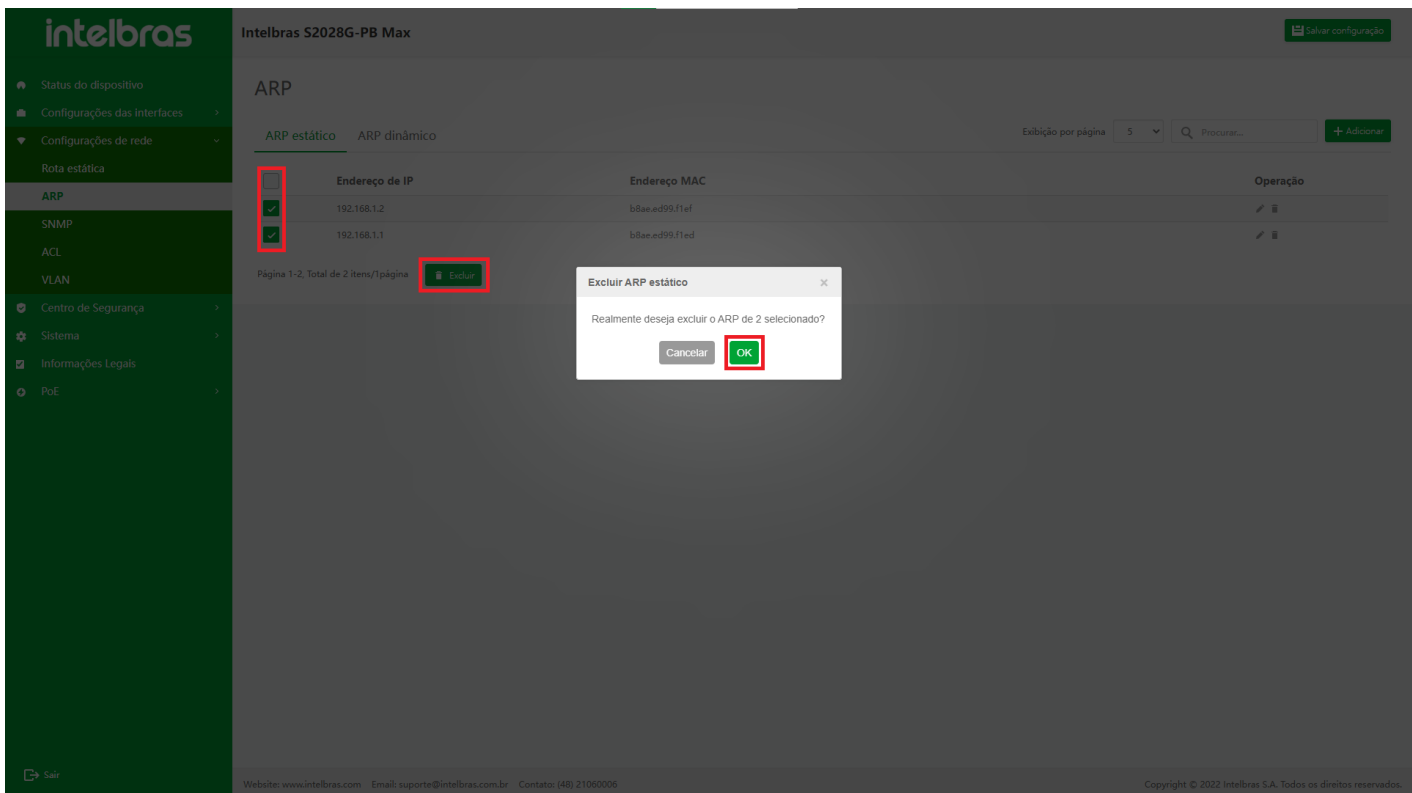 intelbras
Intelbras S2028G-PB Max
Salvar configuração
Status do dispositivo
Configurações das interfaces
Configurações de rede
Rota estática
ARP
SNMP
ACL
VLAN
Centro de Segurança
Sistema
Informações Legais
PoE
Sair
ARP
ARP estático ARP dinâmico
Exibição por página 5 Procurar... + Adicionar
Endereço de IP Endereço MAC Operação
192.168.1.2 b8ae.ed99.f1ef
192.168.1.1 b8ae.ed99.f1ed
Página 1-2, Total de 2 itens/1página Excluir
Excluir ARP estático ×
Realmente deseja excluir o ARP de 2 selecionado?
Cancelar OK
Website: www.intelbras.com Email: suporte@intelbras.com.br Contato: (48) 21060006 Copyright © 2022 Intelbras S.A. Todos os direitos reservados.